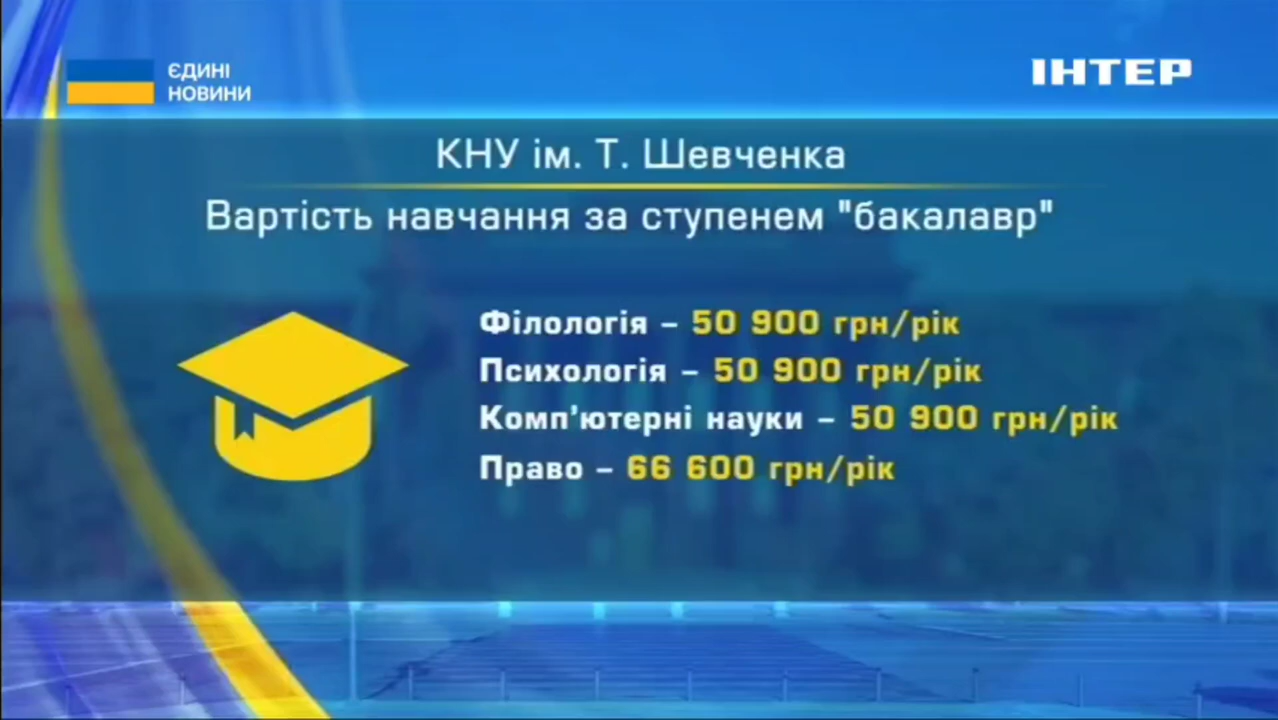 ЄДИНІ
НОВИНИ
ІНТЕР
КНУ ім. Т. Шевченка
Вартість навчання за ступенем "бакалавр"
Філологія – 50 900 грн/рік
Психологія – 50 900 грн/рік
Комп'ютерні науки – 50 900 грн/рік
Право – 66 600 грн/рік